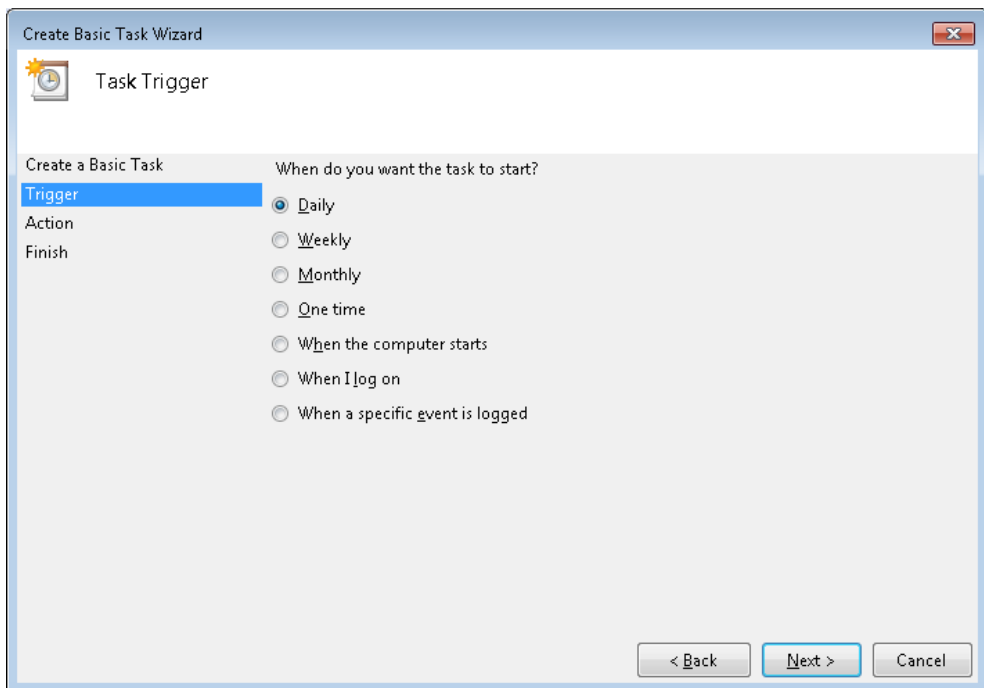 Create Basic Task Wizard
Task Trigger
Create a Basic Task
Trigger
Action
Finish
When do you want the task to start?
Daily
Weekly
Monthly
One time
When the computer starts
When I log on
When a specific event is logged
< Back
Next >
Cancel